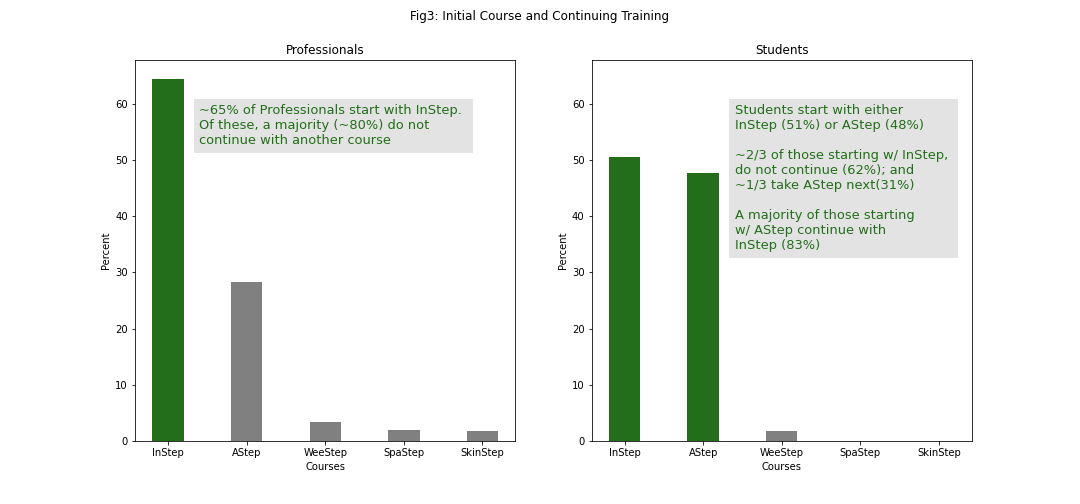 Fig3: Initial Course and Continuing Training
Professionals
~65% of Professionals start with InStep.
Of these, a majority (~80%) do not
continue with another course
Percent
60
50
40
30
20
10
0
InStep AStep WeeStep SpaStep SkinStep
Courses
Students
Students start with either
InStep (51%) or AStep (48%)
~2/3 of those starting w/ InStep,
do not continue (62%); and
~1/3 take AStep next(31%)
A majority of those starting
w/ AStep continue with
InStep (83%)
Percent
60
50
40
30
20
10
0
InStep AStep WeeStep SpaStep SkinStep
Courses